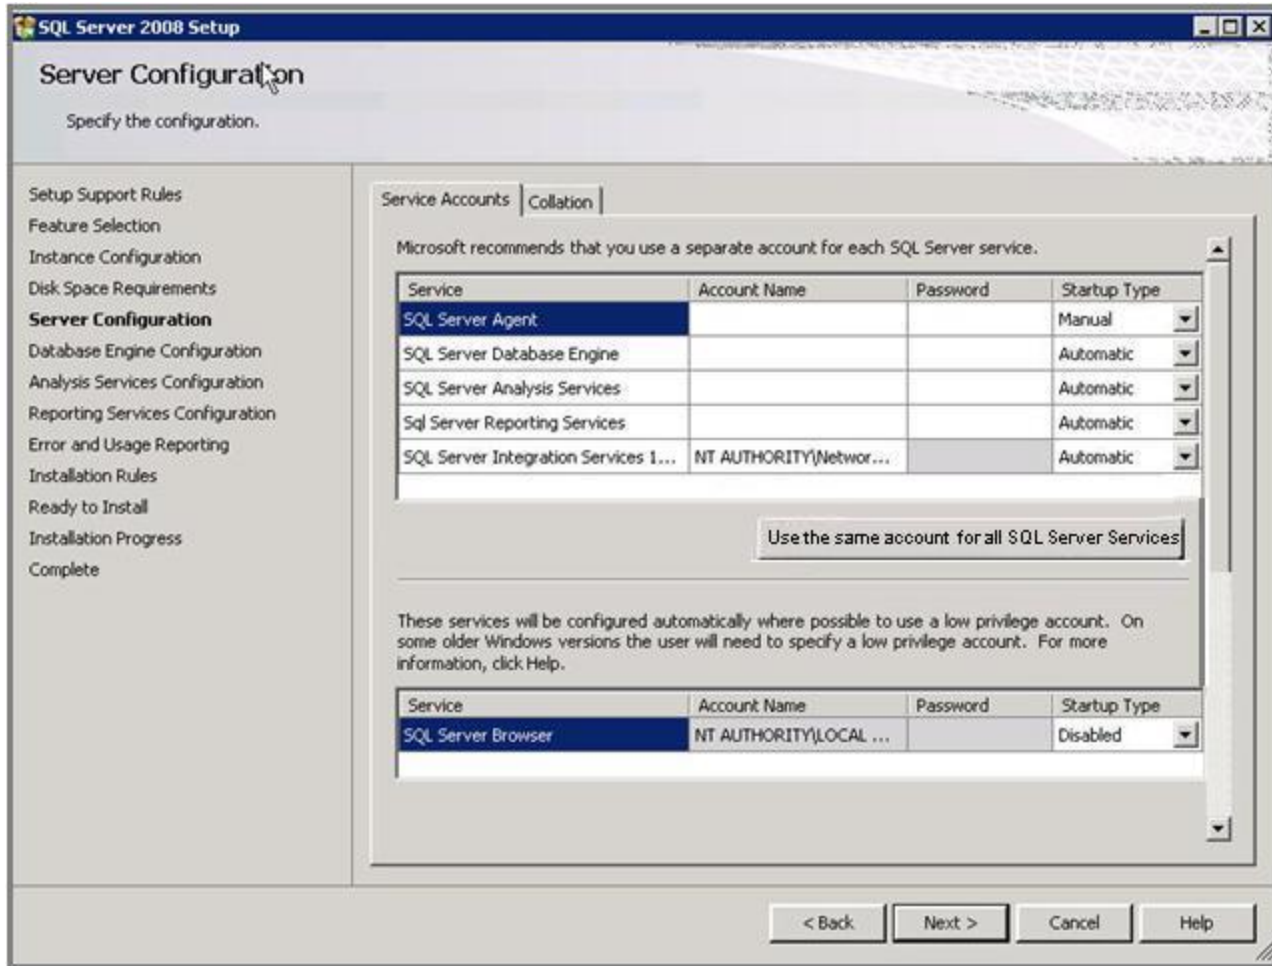 SQL Server 2008 Setup
Server Configuration
Specify the configuration.
Setup Support Rules
Feature Selection
Instance Configuration
Disk Space Requirements
Server Configuration
Database Engine Configuration
Analysis Services Configuration
Reporting Services Configuration
Error and Usage Reporting
Installation Rules
Ready to Install
Installation Progress
Complete
Service Accounts Collation
Microsoft recommends that you use a separate account for each SQL Server service.
Service Account Name Password Startup Type
SQL Server Agent Manual
SQL Server Database Engine Automatic
SQL Server Analysis Services Automatic
Sql Server Reporting Services Automatic
SQL Server Integration Services 1... NT AUTHORITY\Networ... Automatic
Use the same account for all SQL Server Services
These services will be configured automatically where possible to use a low privilege account. On
some older Windows versions the user will need to specify a low privilege account. For more
information, click Help.
Service Account Name Password Startup Type
SQL Server Browser NT AUTHORITY\LOCAL ... Disabled
< Back Next > Cancel Help